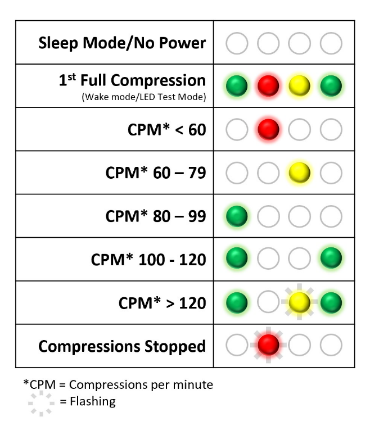 Sleep Mode/No Power
1st Full Compression
(Wake mode/LED Test Mode)
CPM* < 60
CPM* 60 – 79
CPM* 80 – 99
CPM* 100 - 120
CPM* > 120
Compressions Stopped
*CPM = Compressions per minute
= Flashing